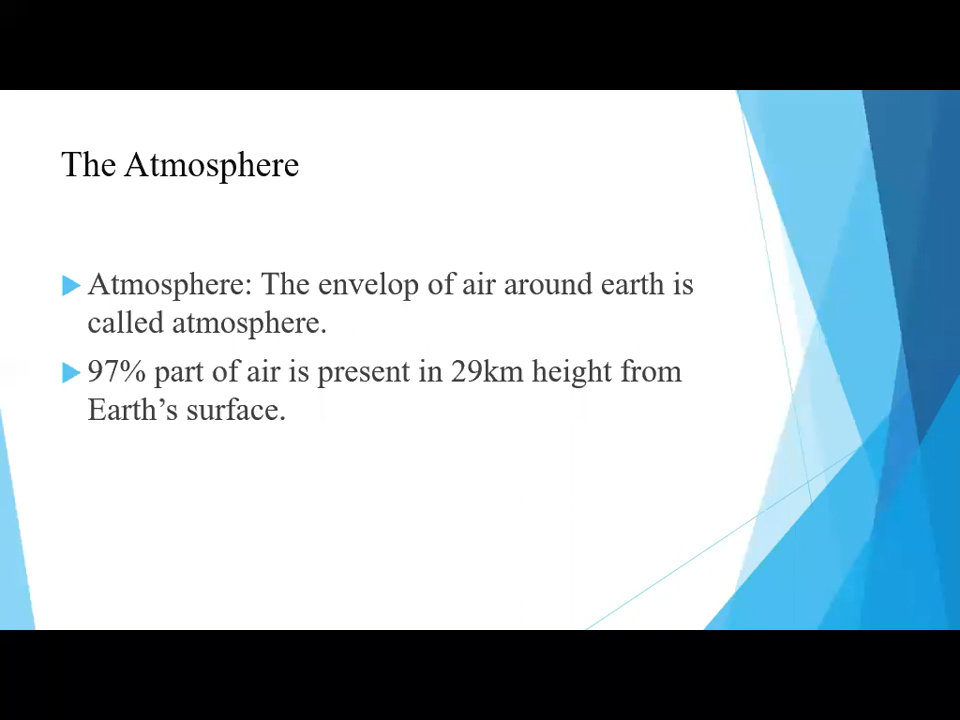 The Atmosphere
Atmosphere: The envelop of air around earth is
called atmosphere.
97% part of air is present in 29km height from
Earth’s surface.